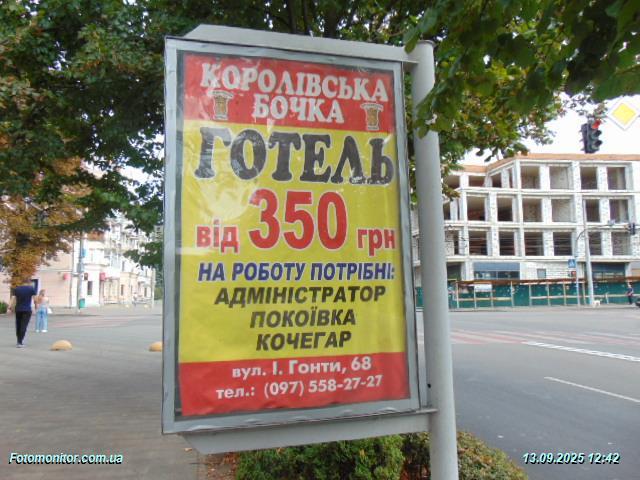 КОРОЛІВСЬКА
БОЧКА
ГОТЕЛЬ
від 350 грн
НА РОБОТУ ПОТРІБНІ:
АДМІНІСТРАТОР
ПОКОЇВКА
КОЧЕГАР
вул. І. Гонти, 68
тел.: (097) 558-27-27
Fotomonitor.com.ua
13.09.2025 12:42